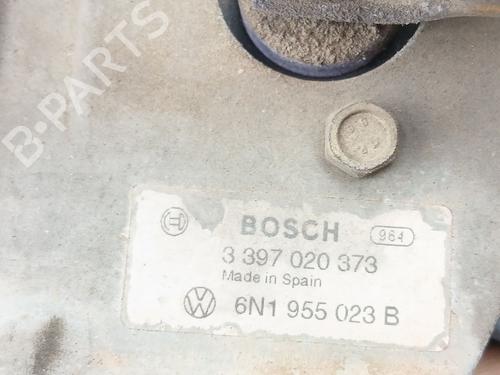 B-PARTS
BOSCH
964
3 397 020 373
Made in Spain
6N1 955 023 B